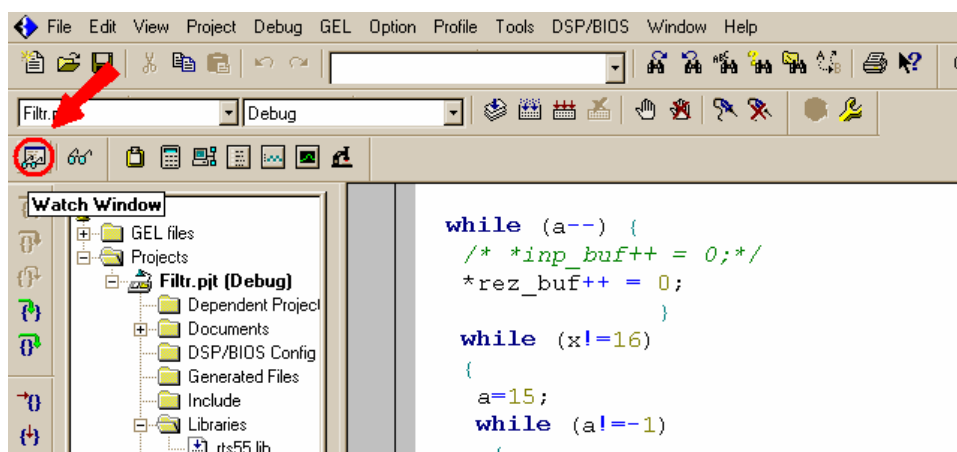 File Edit View Project Debug GEL Option Profile Tools DSP/BIOS Window Help
Debug
Watch Window
GEL files
Projects
Filtr.pjt (Debug)
Dependent Project
Documents
DSP/BIOS Config
Generated Files
Include
Libraries
rts55.lib
while (a--) {
/* *inp_buf++ = 0;*/
*rez_buf++ = 0;
}
while (x!=16)
{
a=15;
while (a!=-1)